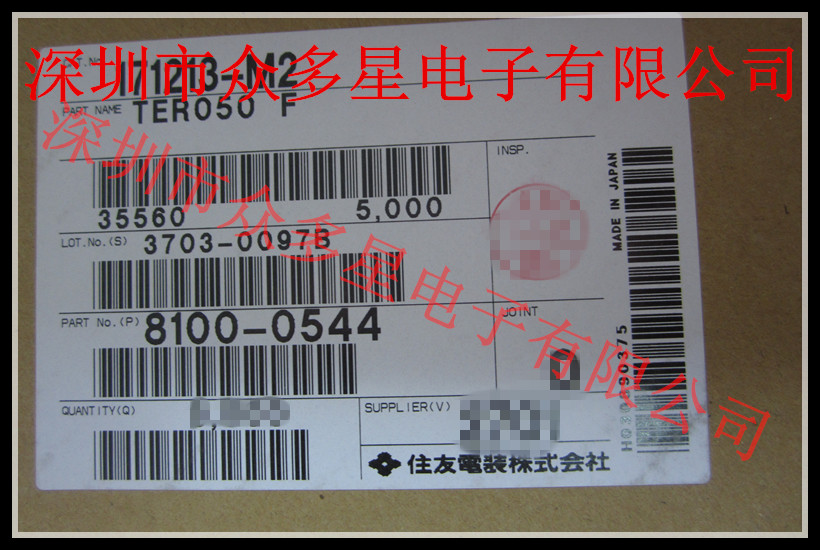 深圳市众多星电子有限公司
171213-M2
PART NAME TER050 F
INSP.
35560 5,000
LOT.No.(S) 3703-0097B
MADE IN JAPAN
PART No.(P) 8100-0544
JOINT
QUANTITY(Q)
SUPPLIER(V)
住友電装株式会社
深圳市众多星电子有限公司